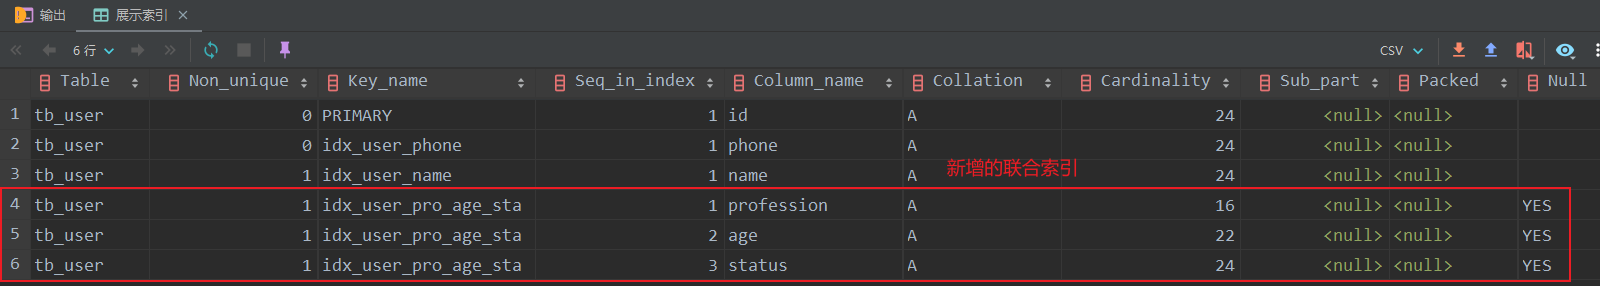 输出 展示索引
6 行 CSV
Table Non_unique Key_name Seq_in_index Column_name Collation Cardinality Sub_part Packed Null
1 tb_user 0 PRIMARY 1 id A 24 <null> <null>
2 tb_user 0 idx_user_phone 1 phone A 24 <null> <null>
新增的联合索引
3 tb_user 1 idx_user_name 1 name A 24 <null> <null>
4 tb_user 1 idx_user_pro_age_sta 1 profession A 16 <null> <null> YES
5 tb_user 1 idx_user_pro_age_sta 2 age A 22 <null> <null> YES
6 tb_user 1 idx_user_pro_age_sta 3 status A 24 <null> <null> YES